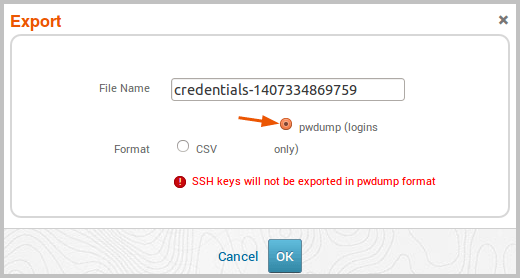 Export
File Name
credentials-1407334869759
Format
CSV
pwdump (logins
only)
SSH keys will not be exported in pwdump format
Cancel
OK